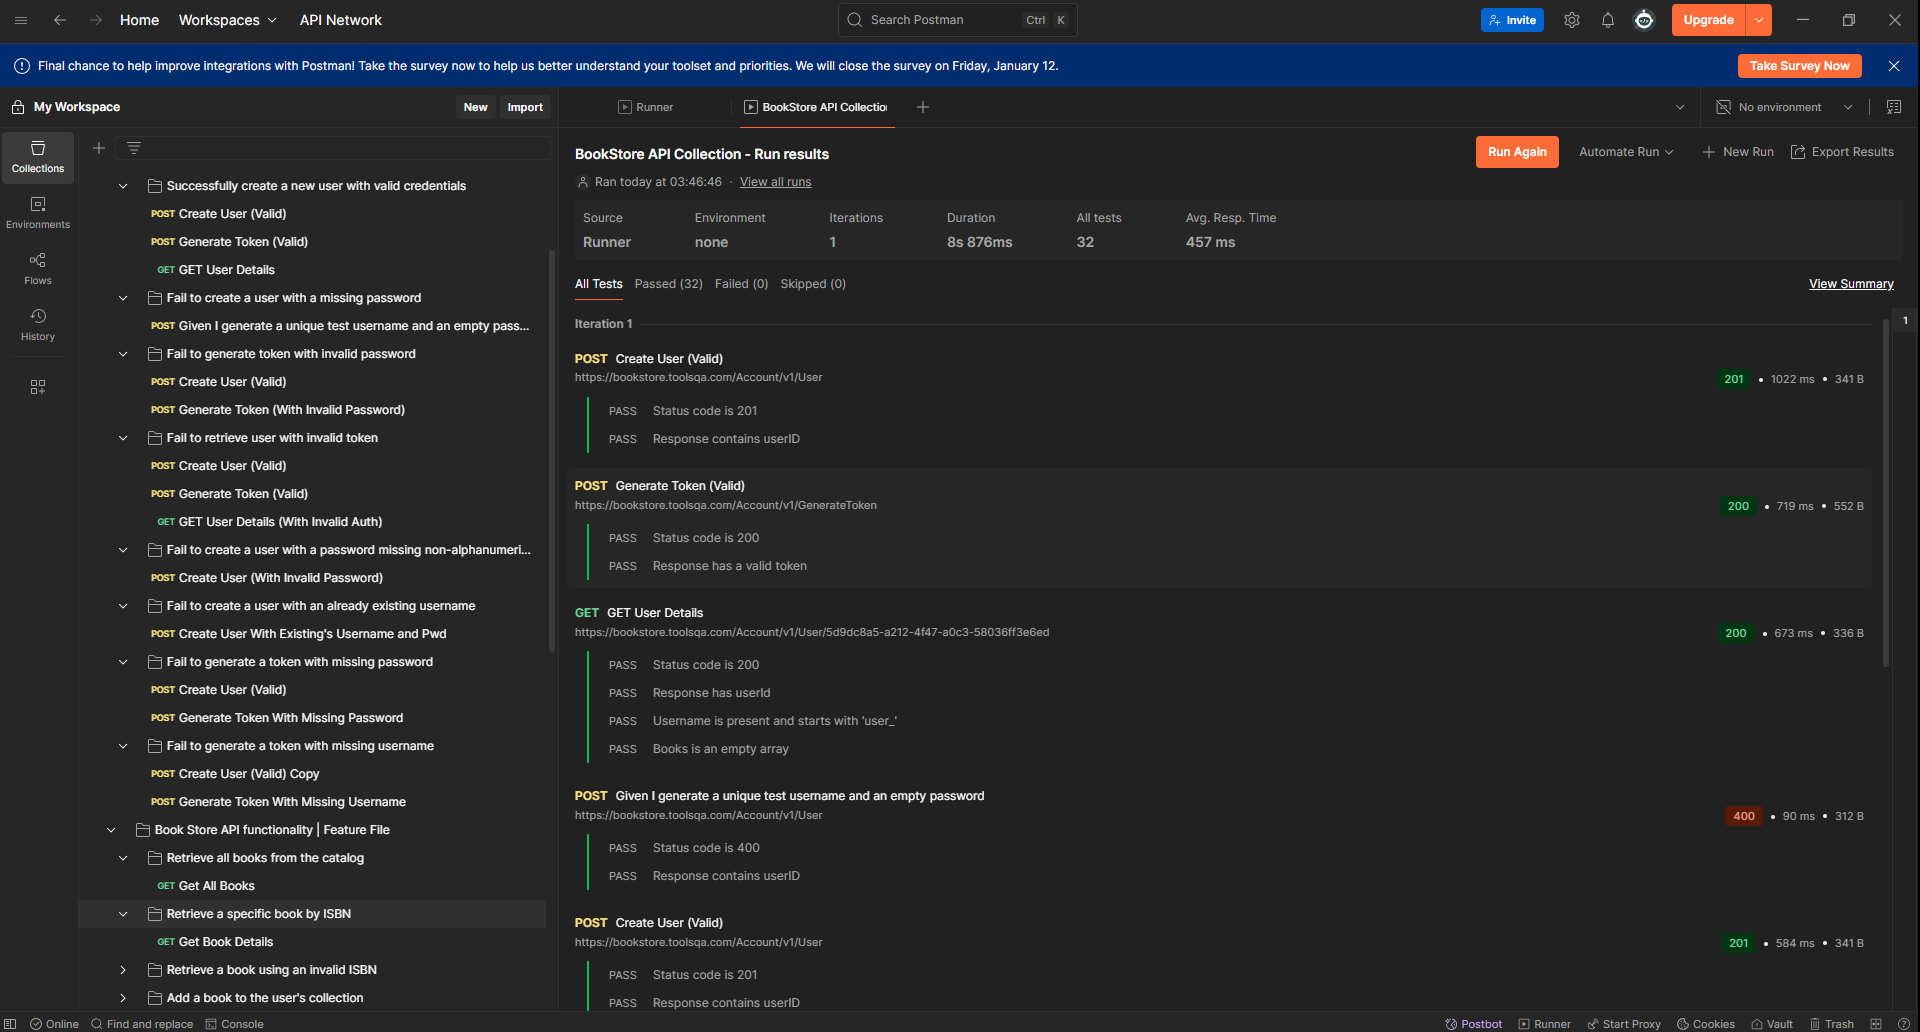 Home Workspaces API Network Search Postman Ctrl K Invite Upgrade
Final chance to help improve integrations with Postman! Take the survey now to help us better understand your toolset and priorities. We will close the survey on Friday, January 12. Take Survey Now
My Workspace New Import
Runner BookStore API Collection No environment
Collections
Environments
Flows
History
Successfully create a new user with valid credentials
POST Create User (Valid)
POST Generate Token (Valid)
GET GET User Details
Fail to create a user with a missing password
POST Given I generate a unique test username and an empty pass...
Fail to generate token with invalid password
POST Create User (Valid)
POST Generate Token (With Invalid Password)
Fail to retrieve user with invalid token
POST Create User (Valid)
POST Generate Token (Valid)
GET GET User Details (With Invalid Auth)
Fail to create a user with a password missing non-alphanumeri...
POST Create User (With Invalid Password)
Fail to create a user with an already existing username
POST Create User With Existing's Username and Pwd
Fail to generate a token with missing password
POST Create User (Valid)
POST Generate Token With Missing Password
Fail to generate a token with missing username
POST Create User (Valid) Copy
POST Generate Token With Missing Username
Book Store API functionality | Feature File
Retrieve all books from the catalog
GET Get All Books
Retrieve a specific book by ISBN
GET Get Book Details
Retrieve a book using an invalid ISBN
Add a book to the user's collection
BookStore API Collection - Run results
Run Again Automate Run New Run Export Results
Ran today at 03:46:46 · View all runs
Source Environment Iterations Duration All tests Avg. Resp. Time
Runner none 1 8s 876ms 32 457 ms
All Tests Passed (32) Failed (0) Skipped (0) View Summary
Iteration 1
1
POST Create User (Valid)
https://bookstore.toolsqa.com/Account/v1/User
201 • 1022 ms • 341 B
PASS Status code is 201
PASS Response contains userID
POST Generate Token (Valid)
https://bookstore.toolsqa.com/Account/v1/GenerateToken
200 • 719 ms • 552 B
PASS Status code is 200
PASS Response has a valid token
GET GET User Details
https://bookstore.toolsqa.com/Account/v1/User/5d9dc8a5-a212-4f47-a0c3-58036ff3e6ed
200 • 673 ms • 336 B
PASS Status code is 200
PASS Response has userId
PASS Username is present and starts with 'user_'
PASS Books is an empty array
POST Given I generate a unique test username and an empty password
https://bookstore.toolsqa.com/Account/v1/User
400 • 90 ms • 312 B
PASS Status code is 400
PASS Response contains userID
POST Create User (Valid)
https://bookstore.toolsqa.com/Account/v1/User
201 • 584 ms • 341 B
PASS Status code is 201
PASS Response contains userID
Online Find and replace Console Postbot Runner Start Proxy Cookies Vault Trash